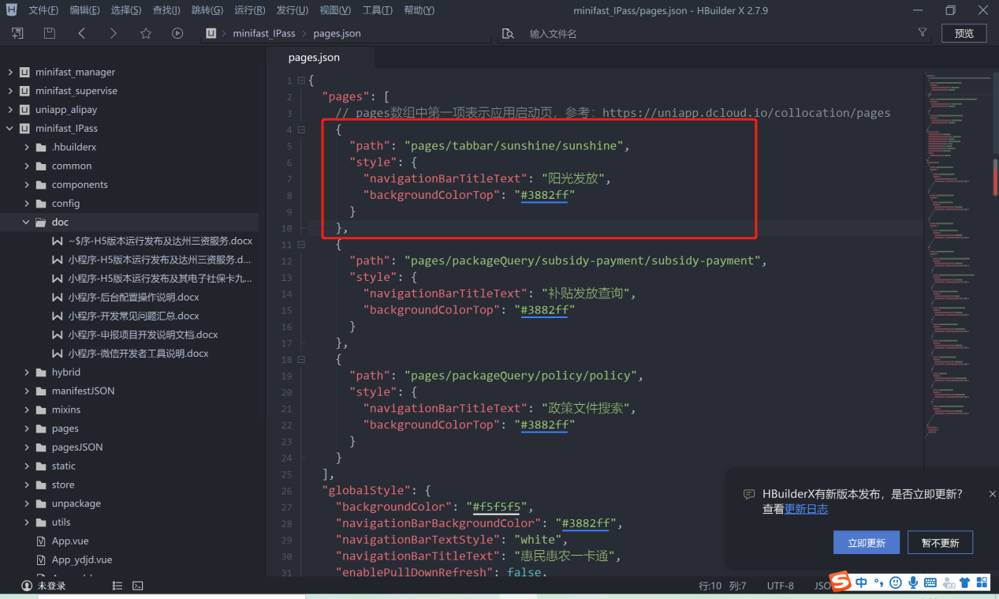 文件(F) 编辑(E) 选择(S) 查找(I) 跳转(G) 运行(R) 发行(U) 视图(V) 工具(T) 帮助(Y) minifast_IPass/pages.json - HBuilder X 2.7.9
minifast_IPass pages.json 输入文件名 预览
pages.json
minifast_manager
minifast_supervise
uniapp_alipay
minifast_IPass
.hbuilderx
common
components
config
doc
~$序-H5版本运行发布及达州三资服务.docx
小程序-H5版本运行发布及达州三资服务.d...
小程序-H5版本运行发布及其电子社保卡九...
小程序-后台配置操作说明.docx
小程序-开发常见问题汇总.docx
小程序-申报项目开发说明文档.docx
小程序-微信开发者工具说明.docx
hybrid
manifestJSON
mixins
pages
pagesJSON
static
store
unpackage
utils
App.vue
App_ydjd.vue
1 {
2 "pages": [
3 // pages数组中第一项表示应用启动页，参考：https://uniapp.dcloud.io/collocation/pages
4 {
5 "path": "pages/tabbar/sunshine/sunshine",
6 "style": {
7 "navigationBarTitleText": "阳光发放",
8 "backgroundColorTop": "#3882ff"
9 }
10 },
11 {
12 "path": "pages/packageQuery/subsidy-payment/subsidy-payment",
13 "style": {
14 "navigationBarTitleText": "补贴发放查询",
15 "backgroundColorTop": "#3882ff"
16 }
17 },
18 {
19 "path": "pages/packageQuery/policy/policy",
20 "style": {
21 "navigationBarTitleText": "政策文件搜索",
22 "backgroundColorTop": "#3882ff"
23 }
24 }
25 ],
26 "globalStyle": {
27 "backgroundColor": "#f5f5f5",
28 "navigationBarBackgroundColor": "#3882ff",
29 "navigationBarTextStyle": "white",
30 "navigationBarTitleText": "惠民惠农一卡通",
31 "enablePullDownRefresh": false,
HBuilderX有新版本发布，是否立即更新？
查看更新日志
立即更新 暂不更新
未登录 行:10 列:7 UTF-8 JSO 中